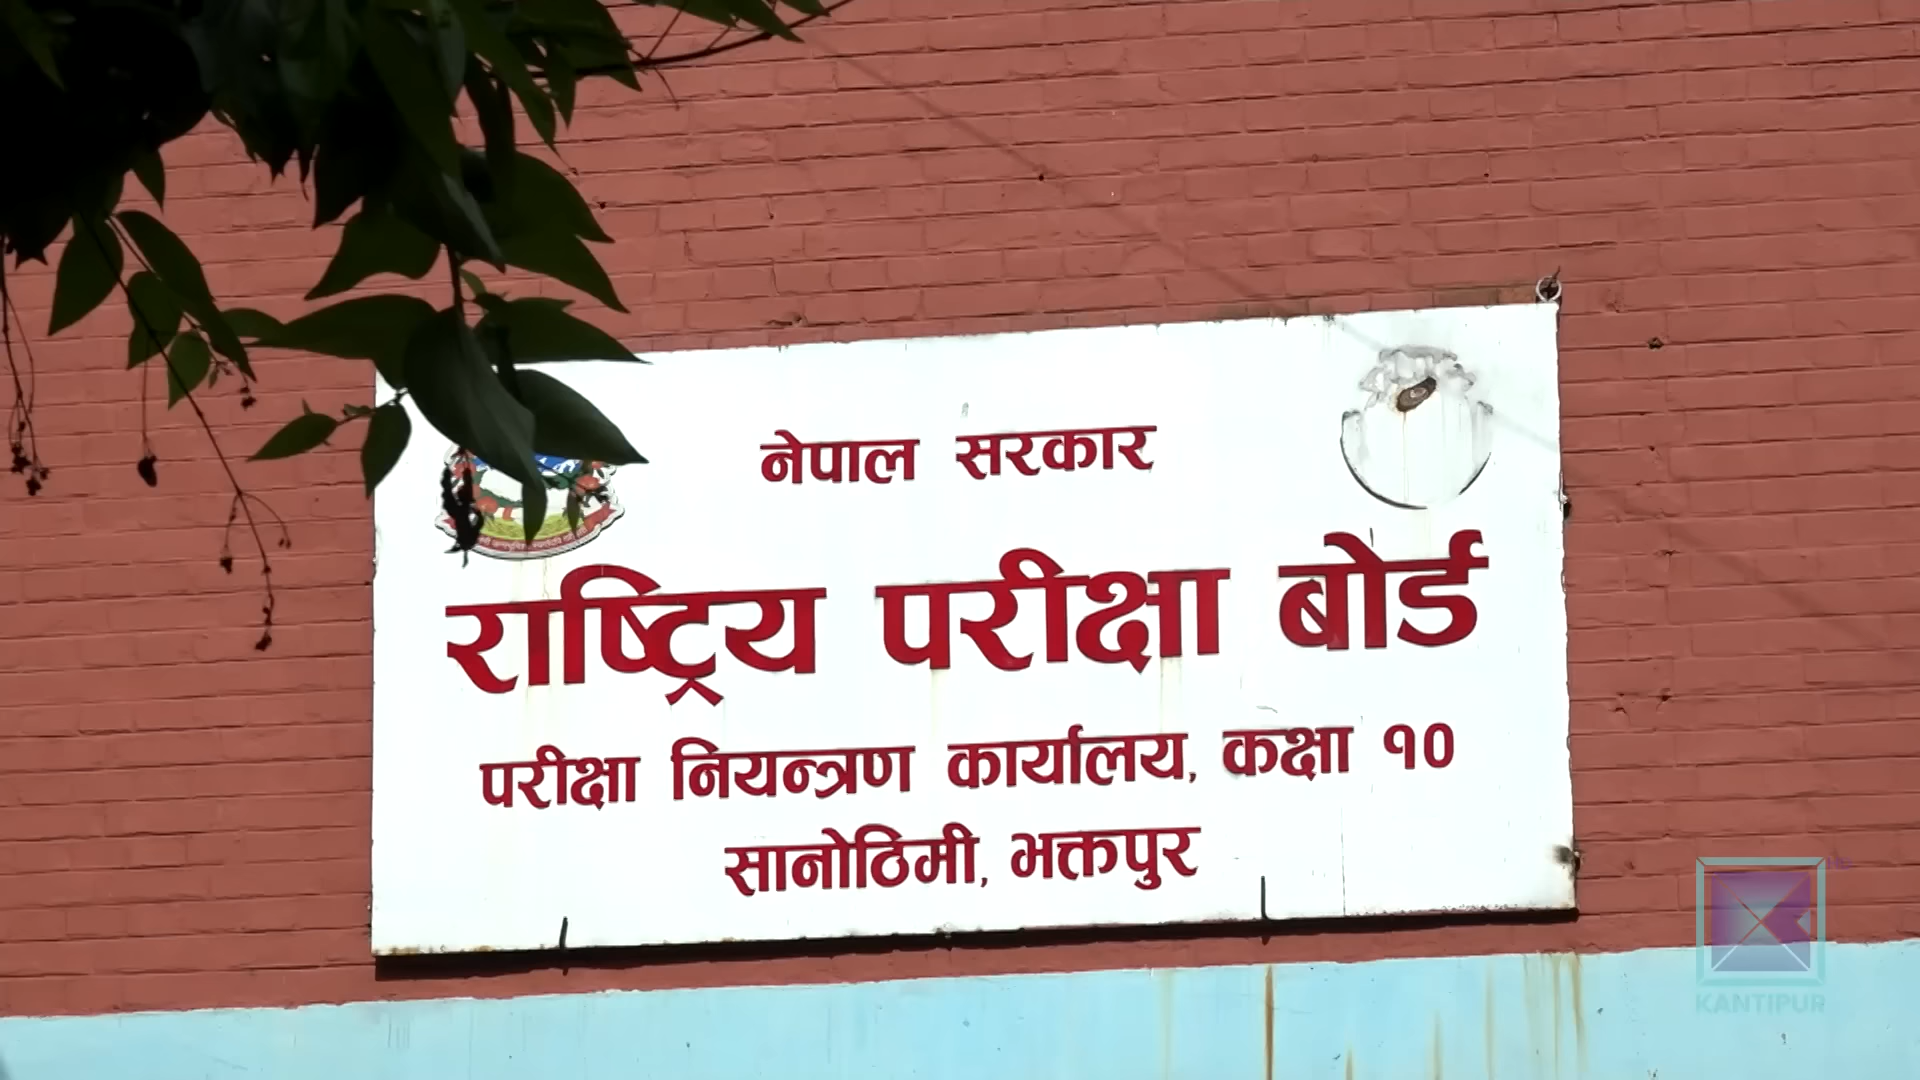 नेपाल सरकार
राष्ट्रिय परीक्षा बोर्ड
परीक्षा नियन्त्रण कार्यालय, कक्षा १०
सानोठिमी, भक्तपुर
KANTIPUR